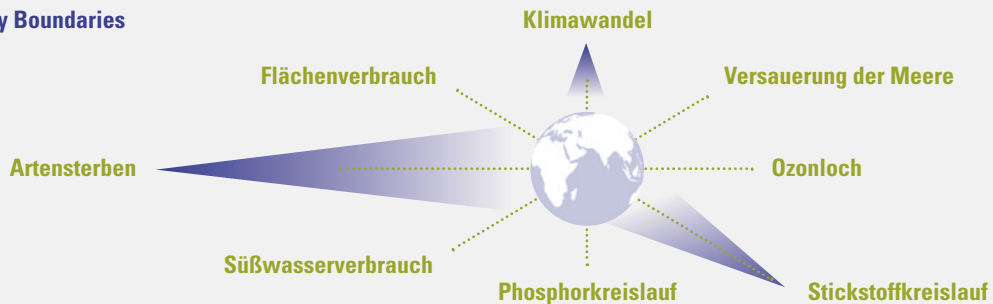 y Boundaries
Klimawandel
Flächenverbrauch
Versauerung der Meere
Artensterben
Ozonloch
Süßwasserverbrauch
Phosphorkreislauf
Stickstoffkreislauf